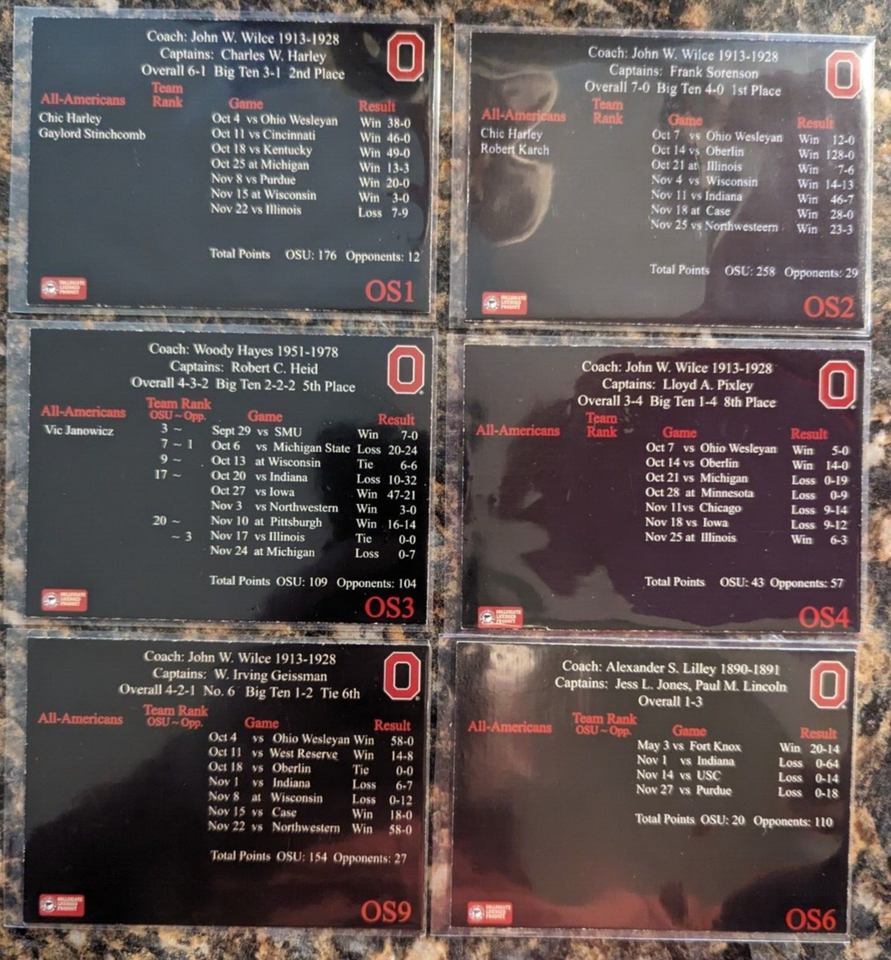 Coach: John W. Wilce 1913-1928
Captains: Charles W. Harley
Overall 6-1 Big Ten 3-1 2nd Place
All-Americans Team Rank Game Result
Chic Harley
Gaylord Stinchcomb
Oct 4 vs Ohio Wesleyan Win 38-0
Oct 11 vs Cincinnati Win 46-0
Oct 18 vs Kentucky Win 49-0
Oct 25 at Michigan Win 13-3
Nov 8 vs Purdue Win 20-0
Nov 15 at Wisconsin Win 3-0
Nov 22 vs Illinois Loss 7-9
Total Points OSU: 176 Opponents: 12
COLLEGIATE LICENSED PRODUCT
OS1
O
Coach: John W. Wilce 1913-1928
Captains: Frank Sorenson
Overall 7-0 Big Ten 4-0 1st Place
All-Americans Team Rank Game Result
Chic Harley
Robert Karch
Oct 7 vs Ohio Wesleyan Win 12-0
Oct 14 vs Oberlin Win 128-0
Oct 21 at Illinois Win 7-6
Nov 4 vs Wisconsin Win 14-13
Nov 11 vs Indiana Win 46-7
Nov 18 at Case Win 28-0
Nov 25 vs Northwesteern Win 23-3
Total Points OSU: 258 Opponents: 29
COLLEGIATE LICENSED PRODUCT
OS2
O
Coach: Woody Hayes 1951-1978
Captains: Robert C. Heid
Overall 4-3-2 Big Ten 2-2-2 5th Place
All-Americans Team Rank OSU ~ Opp. Game Result
Vic Janowicz
3 ~ Sept 29 vs SMU Win 7-0
7 ~ 1 Oct 6 vs Michigan State Loss 20-24
9 ~ Oct 13 at Wisconsin Tie 6-6
17 ~ Oct 20 vs Indiana Loss 10-32
Oct 27 vs Iowa Win 47-21
Nov 3 vs Northwestern Win 3-0
20 ~ Nov 10 at Pittsburgh Win 16-14
~ 3 Nov 17 vs Illinois Tie 0-0
Nov 24 at Michigan Loss 0-7
Total Points OSU: 109 Opponents: 104
COLLEGIATE LICENSED PRODUCT
OS3
O
Coach: John W. Wilce 1913-1928
Captains: Lloyd A. Pixley
Overall 3-4 Big Ten 1-4 8th Place
All-Americans Team Rank Game Result
Oct 7 vs Ohio Wesleyan Win 5-0
Oct 14 vs Oberlin Win 14-0
Oct 21 vs Michigan Loss 0-19
Oct 28 at Minnesota Loss 0-9
Nov 11vs Chicago Loss 9-14
Nov 18 vs Iowa Loss 9-12
Nov 25 at Illinois Win 6-3
Total Points OSU: 43 Opponents: 57
COLLEGIATE LICENSED PRODUCT
OS4
O
Coach: John W. Wilce 1913-1928
Captains: W. Irving Geissman
Overall 4-2-1 No. 6 Big Ten 1-2 Tie 6th
All-Americans Team Rank OSU ~ Opp. Game Result
Oct 4 vs Ohio Wesleyan Win 58-0
Oct 11 vs West Reserve Win 14-8
Oct 18 vs Oberlin Tie 0-0
Nov 1 vs Indiana Loss 6-7
Nov 8 at Wisconsin Loss 0-12
Nov 15 vs Case Win 18-0
Nov 22 vs Northwestern Win 58-0
Total Points OSU: 154 Opponents: 27
COLLEGIATE LICENSED PRODUCT
OS9
O
Coach: Alexander S. Lilley 1890-1891
Captains: Jess L. Jones, Paul M. Lincoln
Overall 1-3
All-Americans Team Rank OSU ~ Opp. Game Result
May 3 vs Fort Knox Win 20-14
Nov 1 vs Indiana Loss 0-64
Nov 14 vs USC Loss 0-14
Nov 27 vs Purdue Loss 0-18
Total Points OSU: 20 Opponents: 110
COLLEGIATE LICENSED PRODUCT
OS6
O